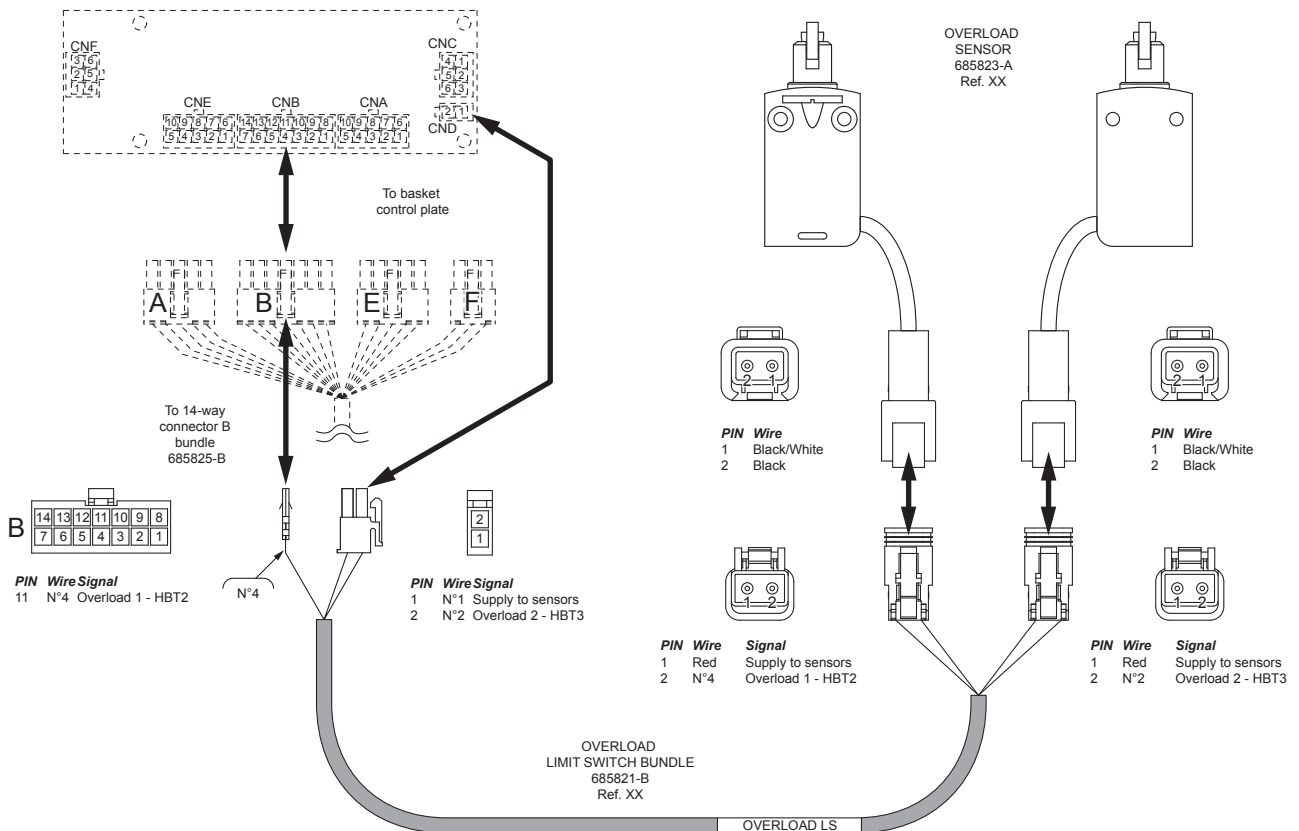 CNF
3 6
2 5
1 4
CNC
4 1
5 2
6 3
CNE
10 9 8 7 6
5 4 3 2 1
CNB
14 13 12 11 10 9 8
7 6 5 4 3 2 1
CNA
10 9 8 7 6
5 4 3 2 1
2 1
CND
OVERLOAD
SENSOR
685823-A
Ref. XX
To basket
control plate
F F F F
A B E F
To 14-way
connector B
bundle
685825-B
2 1
PIN Wire
1 Black/White
2 Black
2 1
PIN Wire
1 Black/White
2 Black
B
14 13 12 11 10 9 8
7 6 5 4 3 2 1
PIN Wire Signal
11 N°4 Overload 1 - HBT2
N°4
2
1
PIN Wire Signal
1 N°1 Supply to sensors
2 N°2 Overload 2 - HBT3
1 2
PIN Wire Signal
1 Red Supply to sensors
2 N°4 Overload 1 - HBT2
1 2
PIN Wire Signal
1 Red Supply to sensors
2 N°2 Overload 2 - HBT3
OVERLOAD
LIMIT SWITCH BUNDLE
685821-B
Ref. XX
OVERLOAD LS